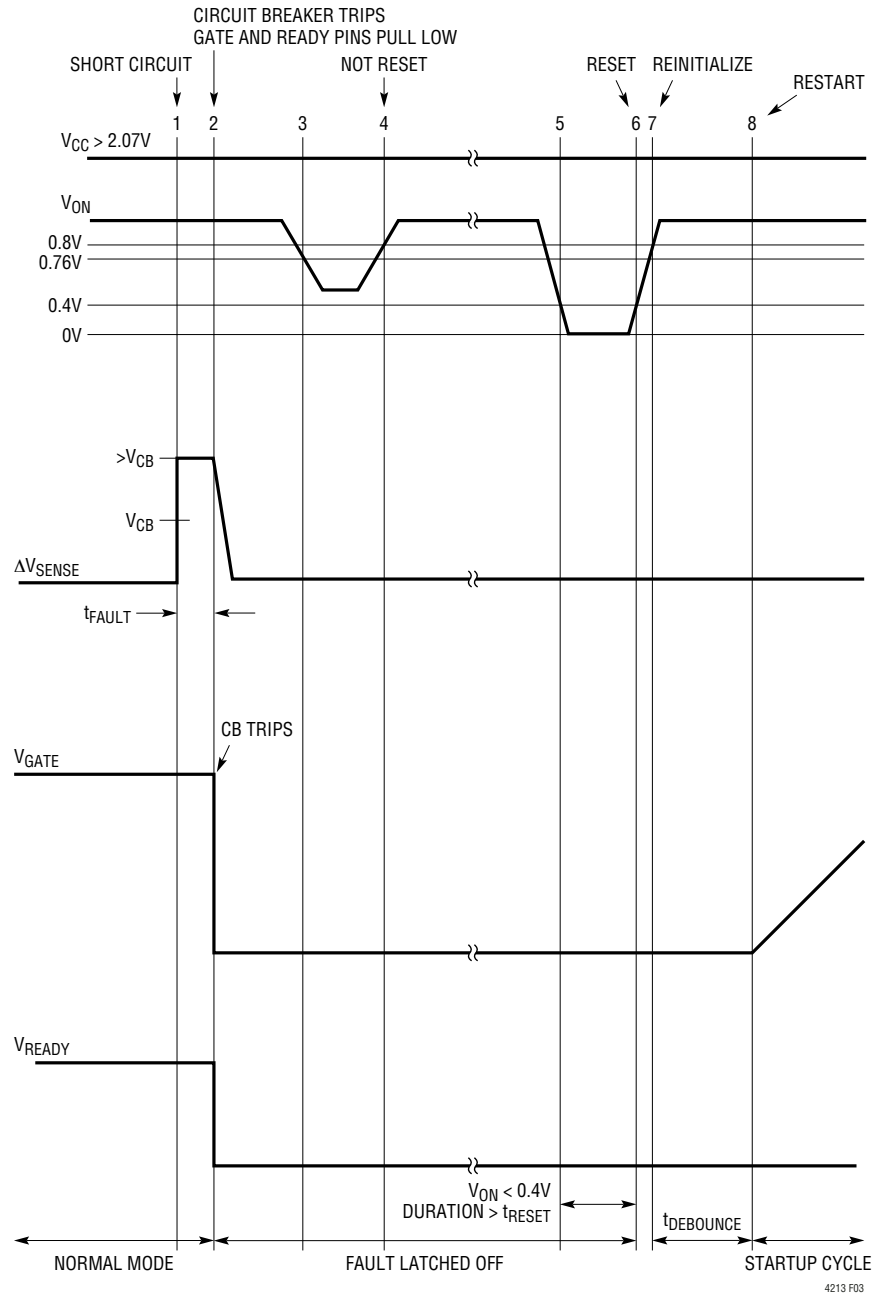 CIRCUIT BREAKER TRIPS
GATE AND READY PINS PULL LOW
SHORT CIRCUIT
NOT RESET
RESET
REINITIALIZE
RESTART
1 2 3 4 5 6 7 8
VCC > 2.07V
VON
0.8V
0.76V
0.4V
0V
>VCB
VCB
ΔVSENSE
tFAULT
CB TRIPS
VGATE
VREADY
VON < 0.4V
DURATION > tRESET
tDEBOUNCE
NORMAL MODE
FAULT LATCHED OFF
STARTUP CYCLE
4213 F03